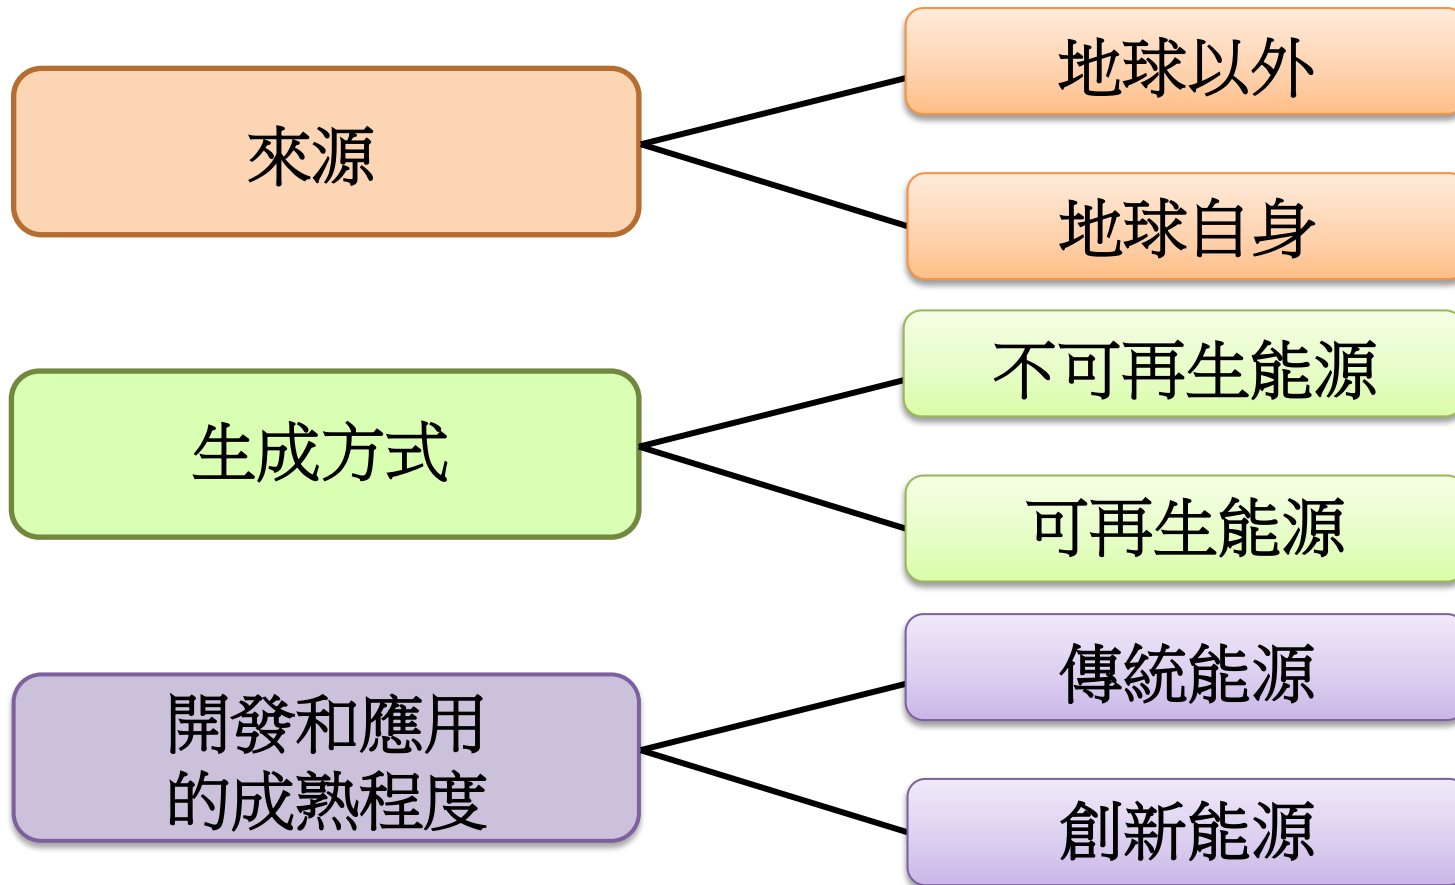 來源
地球以外
地球自身
生成方式
不可再生能源
可再生能源
開發和應用
的成熟程度
傳統能源
創新能源